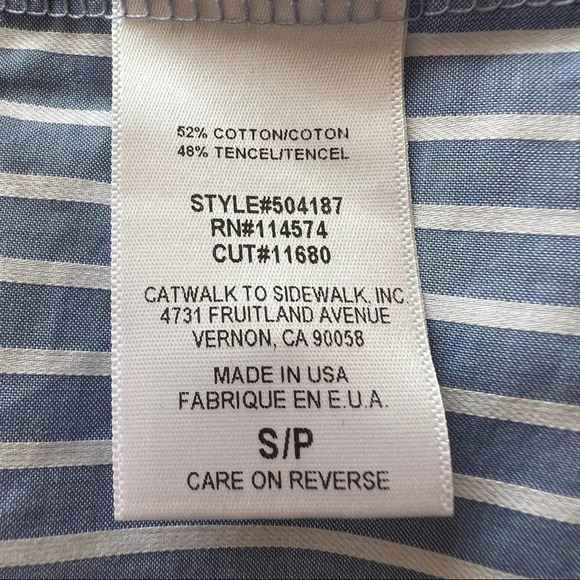 52% COTTON/COTON
48% TENCEL/TENCEL
STYLE#504187
RN#114574
CUT#11680
CATWALK TO SIDEWALK, INC.
4731 FRUITLAND AVENUE
VERNON, CA 90058
MADE IN USA
FABRIQUE EN E.U.A.
S/P
CARE ON REVERSE